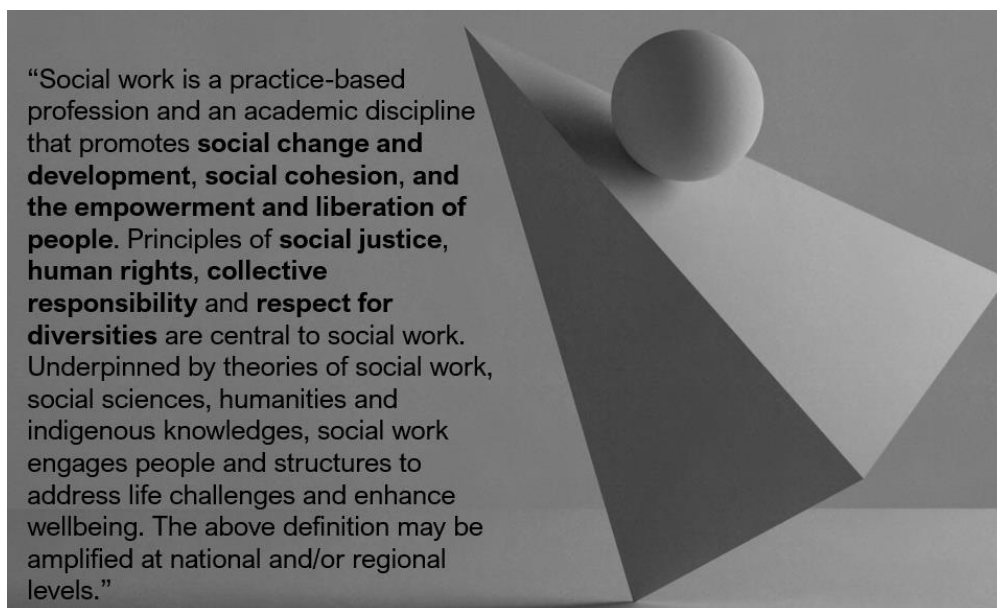 “Social work is a practice-based
profession and an academic discipline
that promotes social change and
development, social cohesion, and
the empowerment and liberation of
people. Principles of social justice,
human rights, collective
responsibility and respect for
diversities are central to social work.
Underpinned by theories of social work,
social sciences, humanities and
indigenous knowledges, social work
engages people and structures to
address life challenges and enhance
wellbeing. The above definition may be
amplified at national and/or regional
levels.”